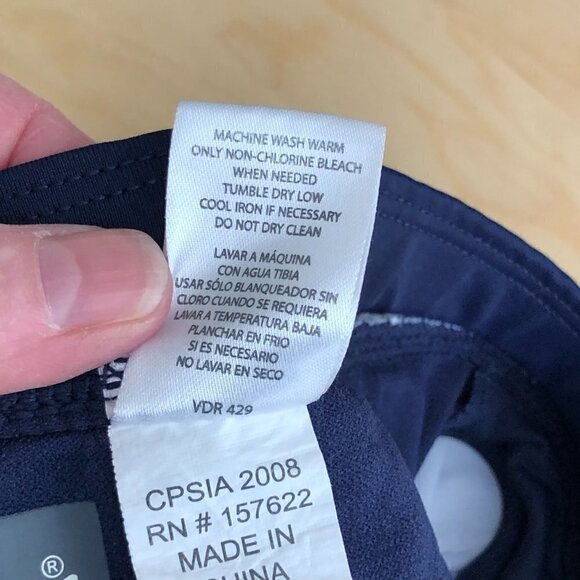 MACHINE WASH WARM
ONLY NON-CHLORINE BLEACH
WHEN NEEDED
TUMBLE DRY LOW
COOL IRON IF NECESSARY
DO NOT DRY CLEAN
LAVAR A MÁQUINA
CON AGUA TIBIA
USAR SÓLO BLANQUEADOR SIN
CLORO CUANDO SE REQUIERA
LAVAR A TEMPERATURA BAJA
PLANCHAR EN FRIO
SI ES NECESARIO
NO LAVAR EN SECO
VDR 429
CPSIA 2008
RN # 157622
MADE IN
CHINA
®